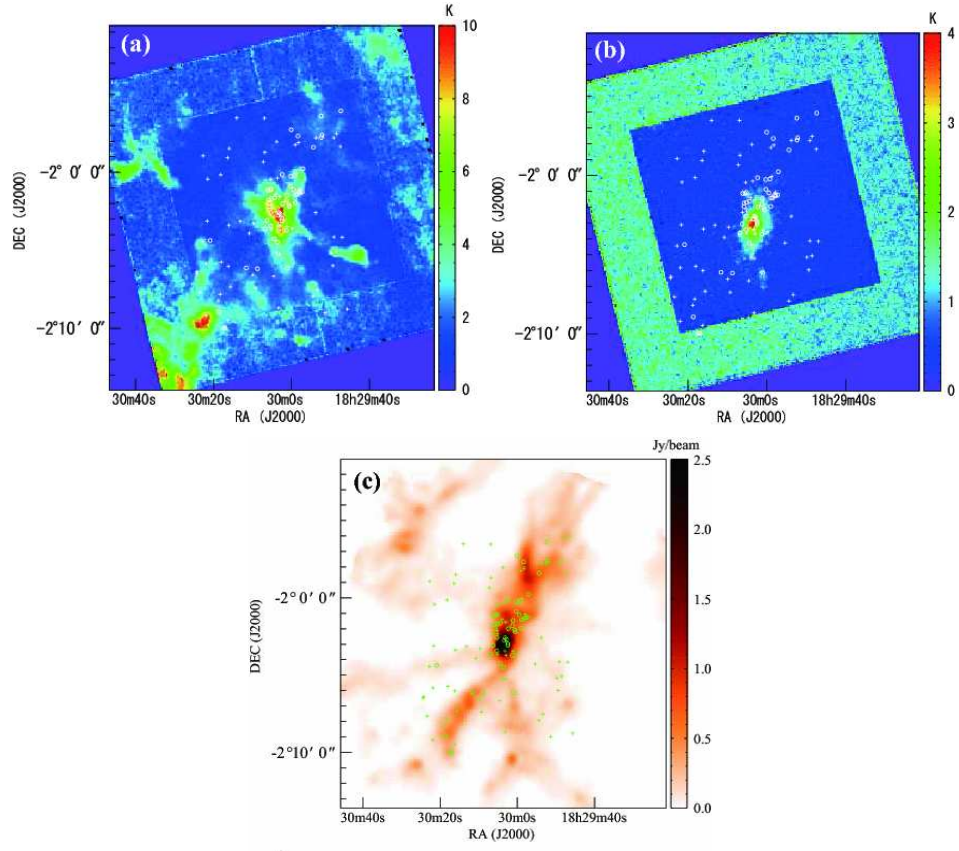 (a)
K
10
8
6
4
2
0
-2° 0′ 0″
-2°10′ 0″
DEC (J2000)
30m40s 30m20s 30m0s 18h29m40s
RA (J2000)
(b)
K
4
3
2
1
0
-2° 0′ 0″
-2°10′ 0″
DEC (J2000)
30m40s 30m20s 30m0s 18h29m40s
RA (J2000)
(c)
Jy/beam
2.5
2.0
1.5
1.0
0.5
0.0
-2° 0′ 0″
-2°10′ 0″
DEC (J2000)
30m40s 30m20s 30m0s 18h29m40s
RA (J2000)